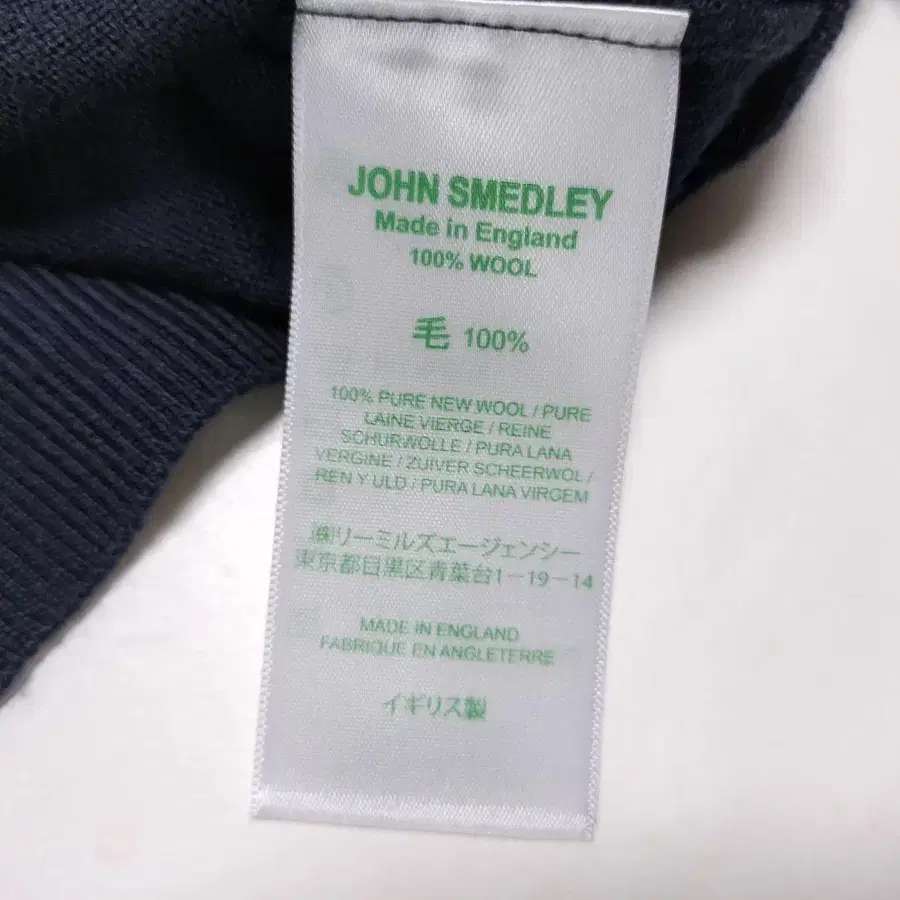 JOHN SMEDLEY
Made in England
100% WOOL
毛 100%
100% PURE NEW WOOL / PURE
LAINE VIERGE / REINE
SCHURWOLLE / PURA LANA
VERGINE / ZUIVER SCHEERWOL /
REN Y ULD / PURA LANA VIRGEM
㈱リーミルズエージェンシー
東京都目黒区青葉台1-19-14
MADE IN ENGLAND
FABRIQUE EN ANGLETERRE
イギリス製